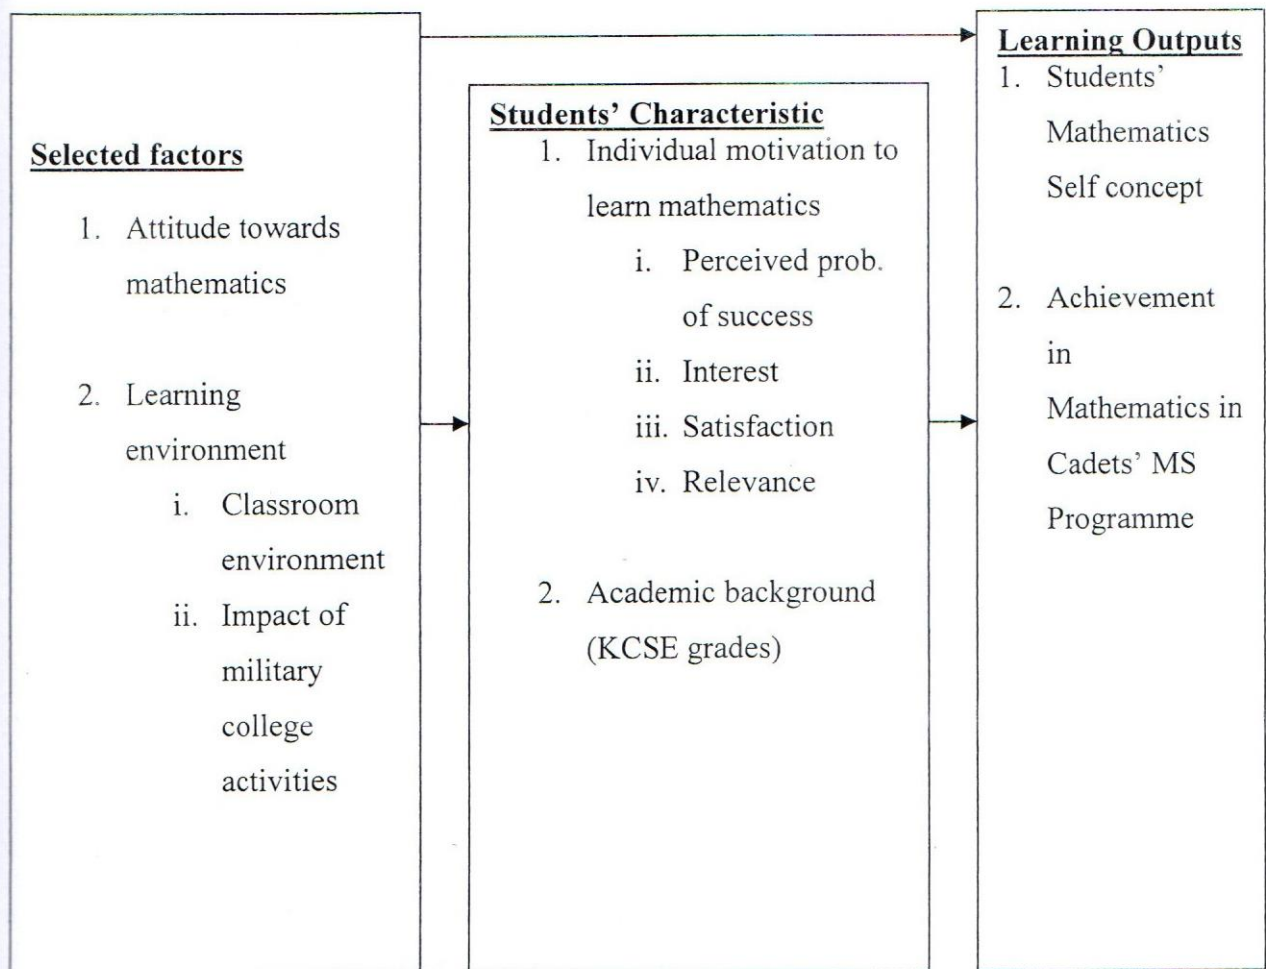 Selected factors
1. Attitude towards
mathematics
2. Learning
environment
i. Classroom
environment
ii. Impact of
military
college
activities
Students’ Characteristic
1. Individual motivation to
learn mathematics
i. Perceived prob.
of success
ii. Interest
iii. Satisfaction
iv. Relevance
2. Academic background
(KCSE grades)
Learning Outputs
1. Students’
Mathematics
Self concept
2. Achievement
in
Mathematics in
Cadets’ MS
Programme